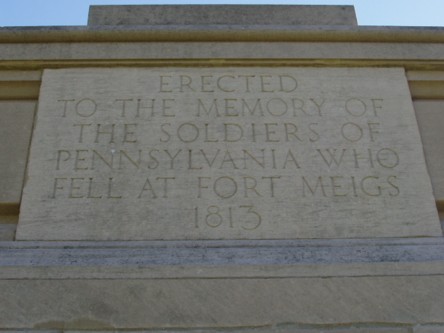 ERECTED
TO THE MEMORY OF
THE SOLDIERS OF
PENNSYLVANIA WHO
FELL AT FORT MEIGS
1813